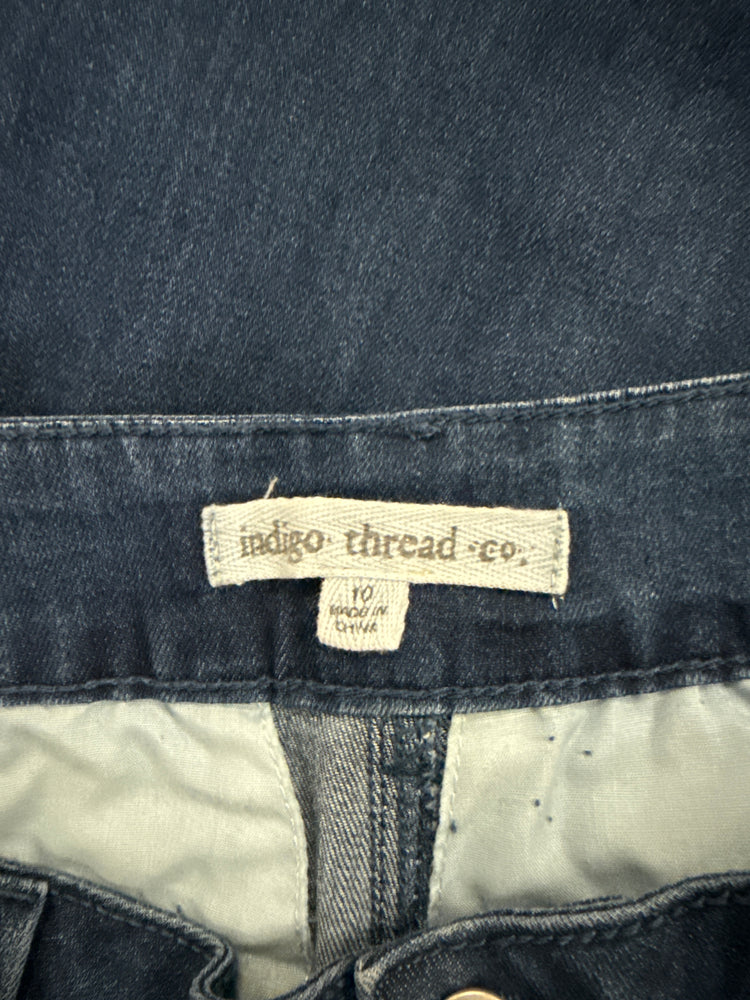 indigo· thread ·co.
10
MADE IN
CHINA